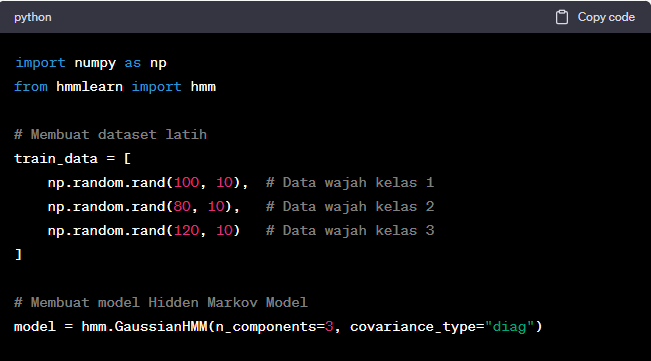 python
Copy code
import numpy as np
from hmmlearn import hmm
# Membuat dataset latih
train_data = [
    np.random.rand(100, 10),  # Data wajah kelas 1
    np.random.rand(80, 10),   # Data wajah kelas 2
    np.random.rand(120, 10)   # Data wajah kelas 3
]
# Membuat model Hidden Markov Model
model = hmm.GaussianHMM(n_components=3, covariance_type="diag")